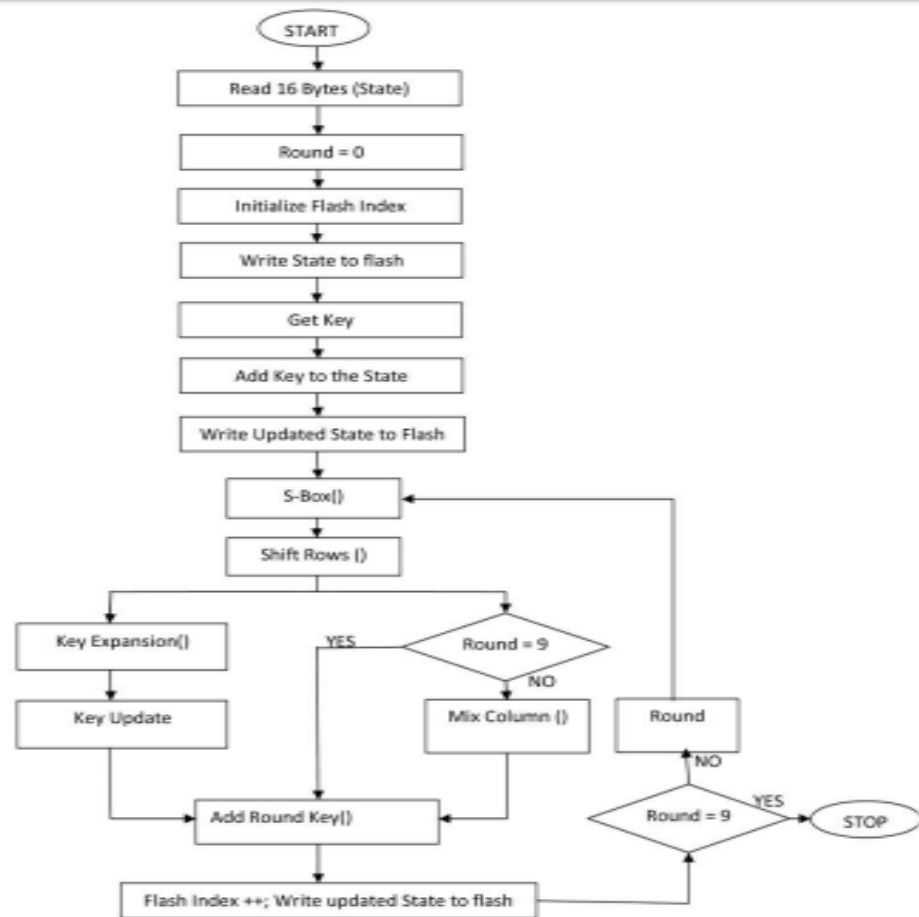 START
Read 16 Bytes (State)
Round = 0
Initialize Flash Index
Write State to flash
Get Key
Add Key to the State
Write Updated State to Flash
S-Box()
Shift Rows ()
Key Expansion()
YES
Round = 9
NO
Key Update
Mix Column ()
Round
NO
Add Round Key()
Round = 9
YES
STOP
Flash Index ++; Write updated State to flash